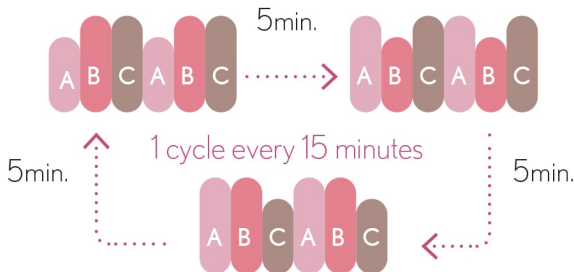 5min.
A B C A B C
A B C A B C
1 cycle every 15 minutes
5min.
5min.
A B C A B C